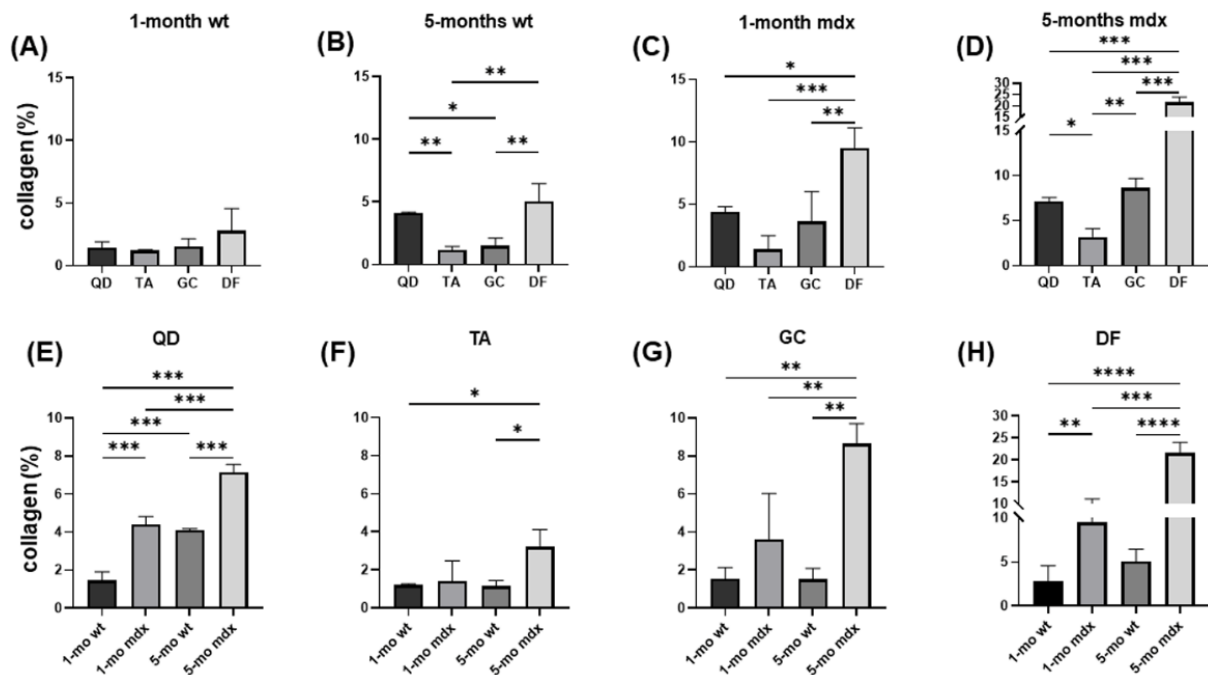 1-month wt
5-months wt
1-month mdx
5-months mdx
(A)
(B)
(C)
(D)
collagen (%)
15
10
5
0
QD TA GC DF
**
*
** **
15
10
5
0
QD TA GC DF
*
***
**
15
10
5
0
QD TA GC DF
***
***
***
**
*
30
25
20
15
15
10
5
0
QD TA GC DF
QD
TA
GC
DF
(E)
(F)
(G)
(H)
collagen (%)
***
***
***
*** ***
10
8
6
4
2
0
1-mo wt 1-mo mdx 5-mo wt 5-mo mdx
*
*
10
8
6
4
2
0
1-mo wt 1-mo mdx 5-mo wt 5-mo mdx
**
**
**
10
8
6
4
2
0
1-mo wt 1-mo mdx 5-mo wt 5-mo mdx
****
***
** ****
30
25
20
15
10
10
5
0
1-mo wt 1-mo mdx 5-mo wt 5-mo mdx